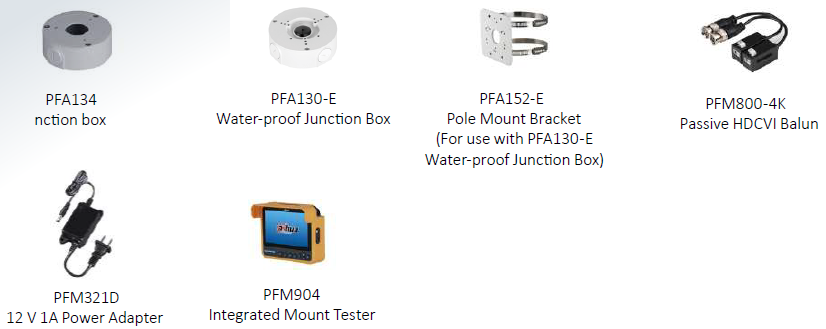 PFA134
nction box
PFA130-E
Water-proof Junction Box
PFA152-E
Pole Mount Bracket
(For use with PFA130-E
Water-proof Junction Box)
PFM800-4K
Passive HDCVI Balun
alhua
PFM321D
12 V 1A Power Adapter
PFM904
Integrated Mount Tester